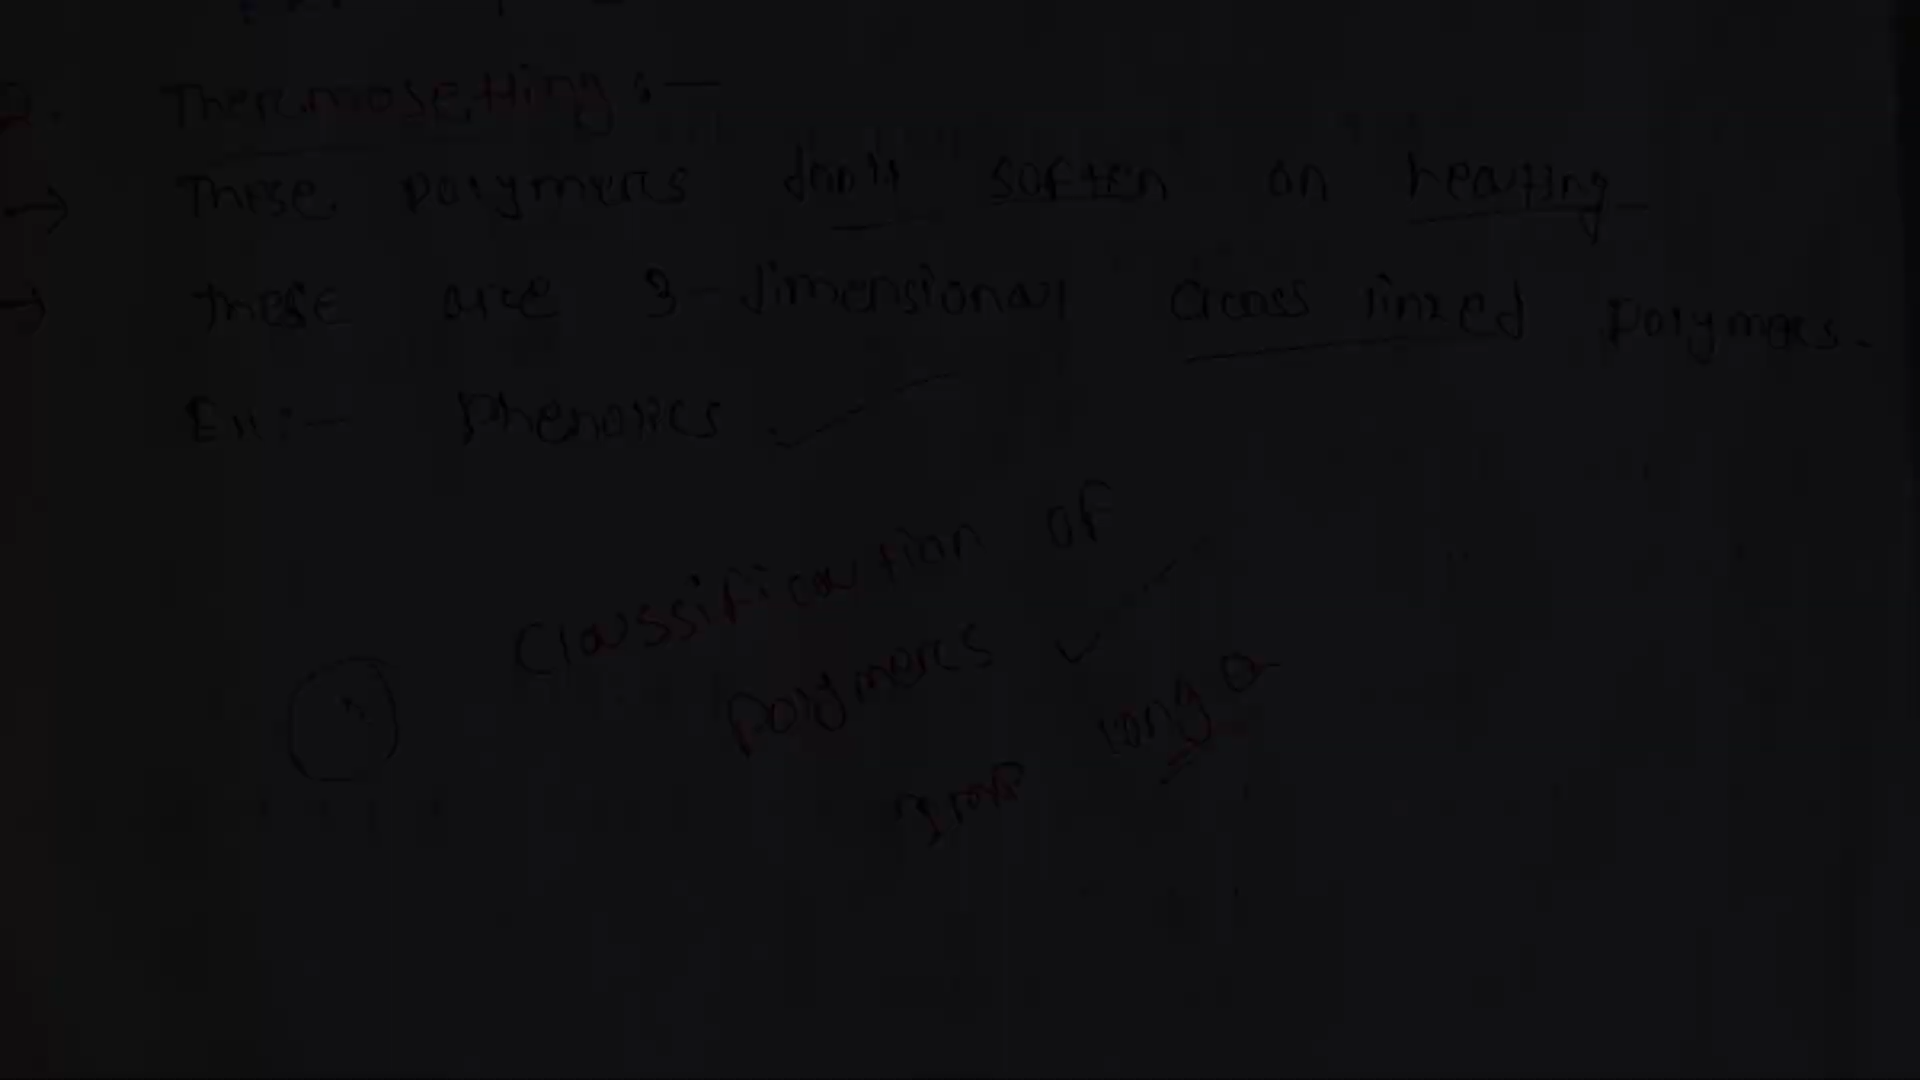 Thermosetting :-
→ These polymers don't soften on heating
→ these are 3-dimensional cross linked polymers.
Ex :- Phenolics
Classification of
polymers
long Q